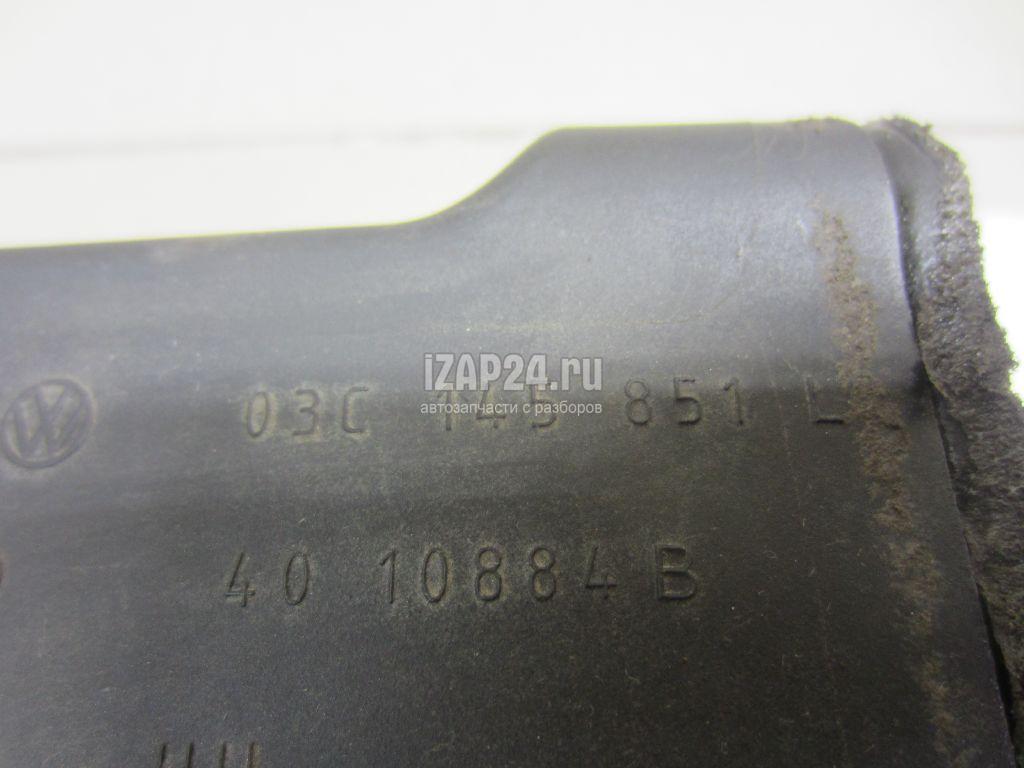 iZAP24.ru
автозапчасти с разборов
03C 145 851 L
40 10884 B